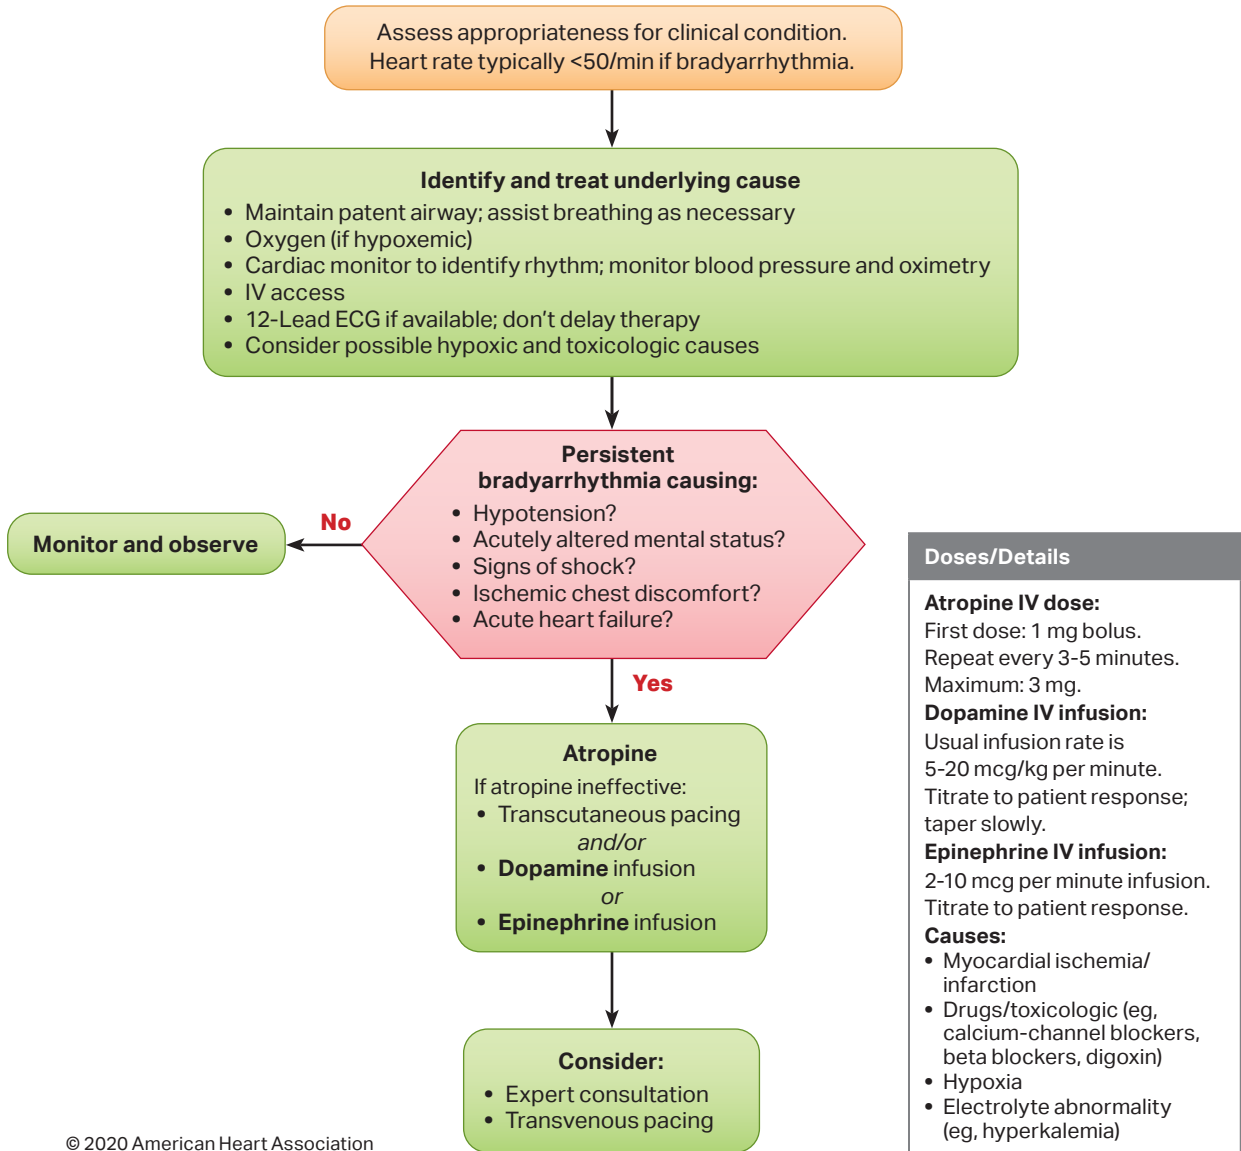 Assess appropriateness for clinical condition.
Heart rate typically <50/min if bradyarrhythmia.
Identify and treat underlying cause
• Maintain patent airway; assist breathing as necessary
• Oxygen (if hypoxemic)
• Cardiac monitor to identify rhythm; monitor blood pressure and oximetry
• IV access
• 12-Lead ECG if available; don't delay therapy
• Consider possible hypoxic and toxicologic causes
Persistent
bradyarrhythmia causing:
• Hypotension?
• Acutely altered mental status?
• Signs of shock?
• Ischemic chest discomfort?
• Acute heart failure?
No
Monitor and observe
Yes
Atropine
If atropine ineffective:
• Transcutaneous pacing
and/or
• Dopamine infusion
or
• Epinephrine infusion
Consider:
• Expert consultation
• Transvenous pacing
Doses/Details
Atropine IV dose:
First dose: 1 mg bolus.
Repeat every 3-5 minutes.
Maximum: 3 mg.
Dopamine IV infusion:
Usual infusion rate is
5-20 mcg/kg per minute.
Titrate to patient response;
taper slowly.
Epinephrine IV infusion:
2-10 mcg per minute infusion.
Titrate to patient response.
Causes:
• Myocardial ischemia/
infarction
• Drugs/toxicologic (eg,
calcium-channel blockers,
beta blockers, digoxin)
• Hypoxia
• Electrolyte abnormality
(eg, hyperkalemia)
© 2020 American Heart Association